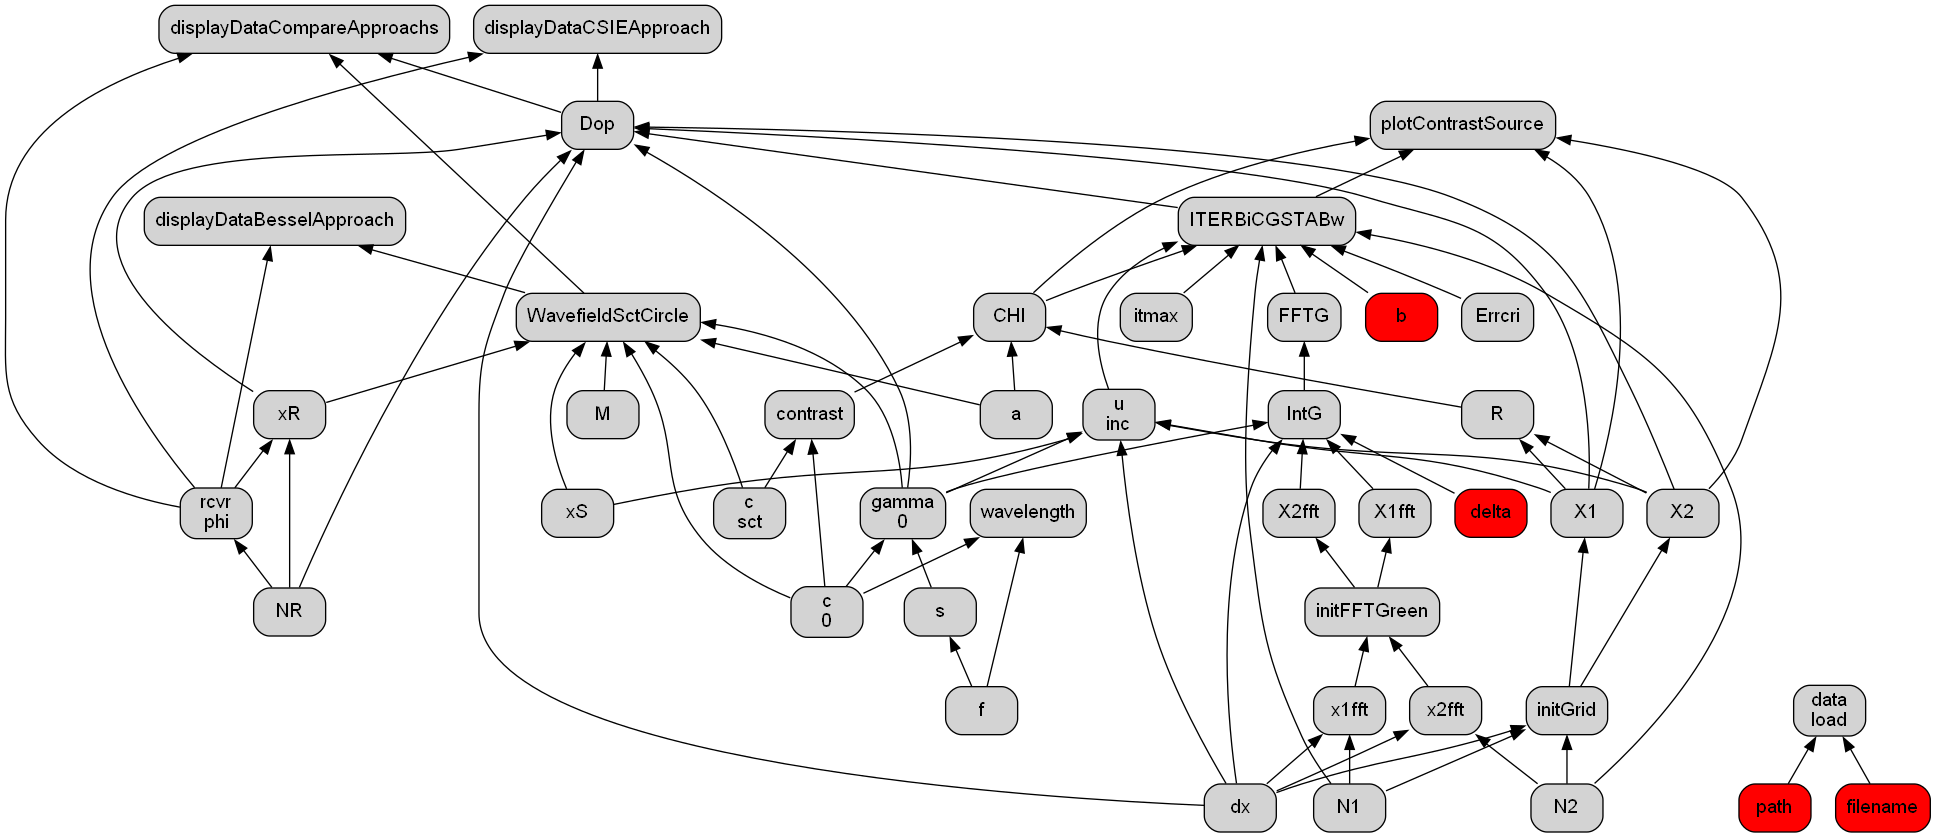 displayDataCompareApproachs
displayDataCSIEApproach
Dop
plotContrastSource
displayDataBesselApproach
ITERBiCGSTABw
WavefieldSctCircle
CHI
itmax
FFTG
b
Errcri
xR
M
contrast
a
u
inc
IntG
R
rcvr
phi
xS
c
sct
gamma
0
wavelength
X2fft
X1fft
delta
X1
X2
NR
c
0
s
initFFTGreen
f
x1fft
x2fft
initGrid
data
load
dx
N1
N2
path
filename